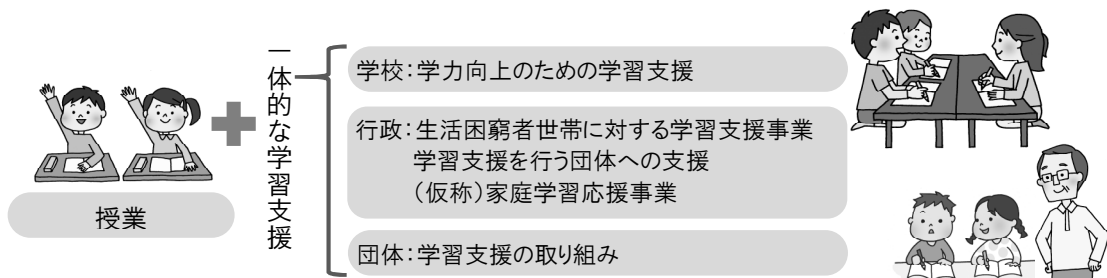 授業
一体的な学習支援
学校:学力向上のための学習支援
行政:生活困窮者世帯に対する学習支援事業
学習支援を行う団体への支援
(仮称)家庭学習応援事業
団体:学習支援の取り組み